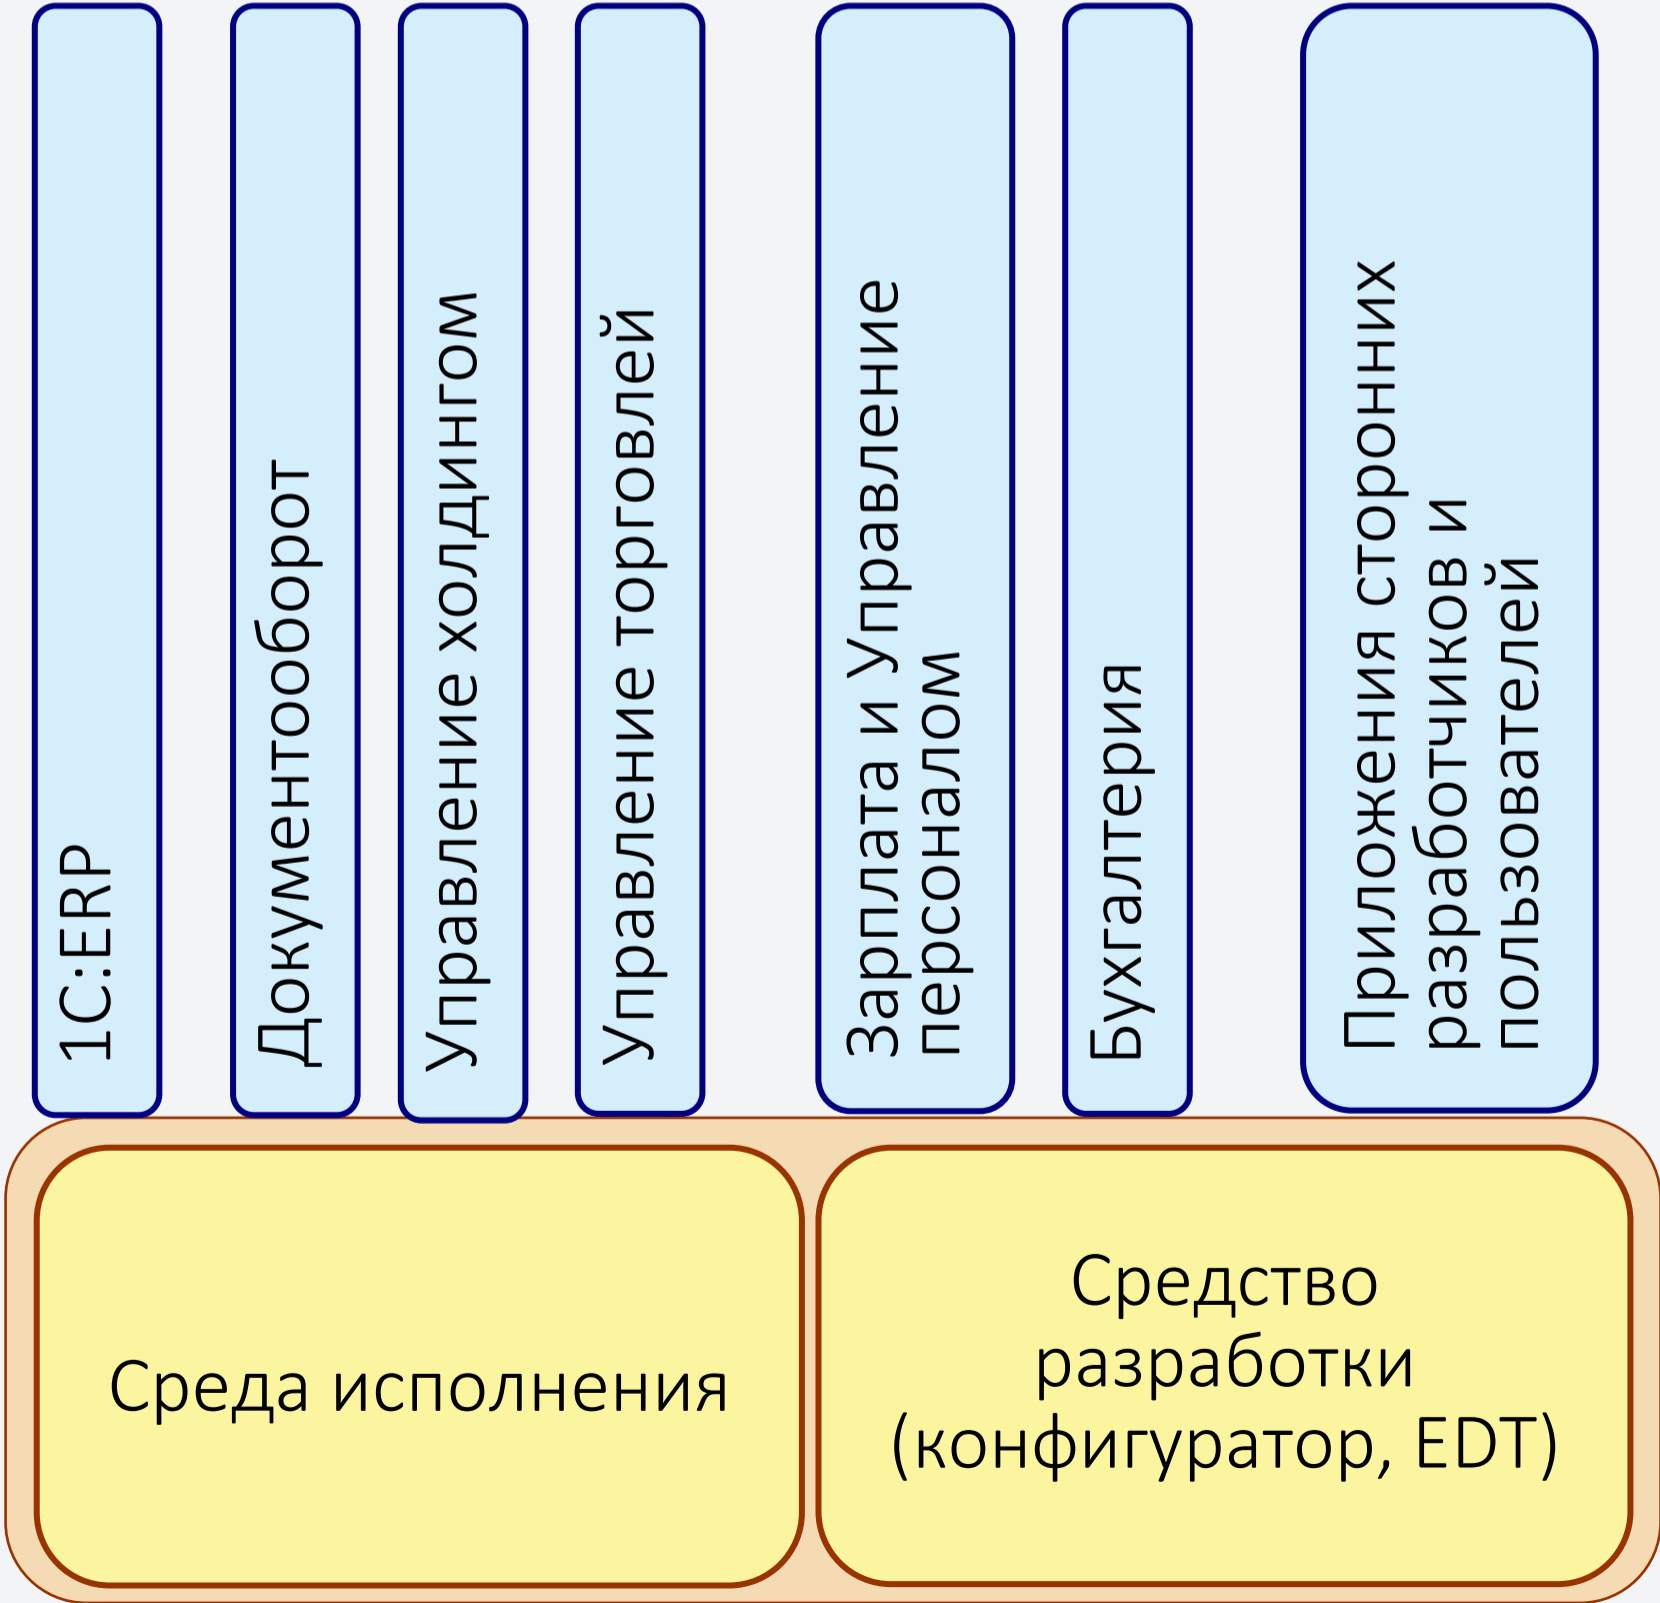 1С:ERP
Документооборот
Управление холдингом
Управление торговлей
Зарплата и Управление
персоналом
Бухгалтерия
Приложения сторонних
разработчиков и
пользователей
Среда исполнения
Средство
разработки
(конфигуратор, EDT)